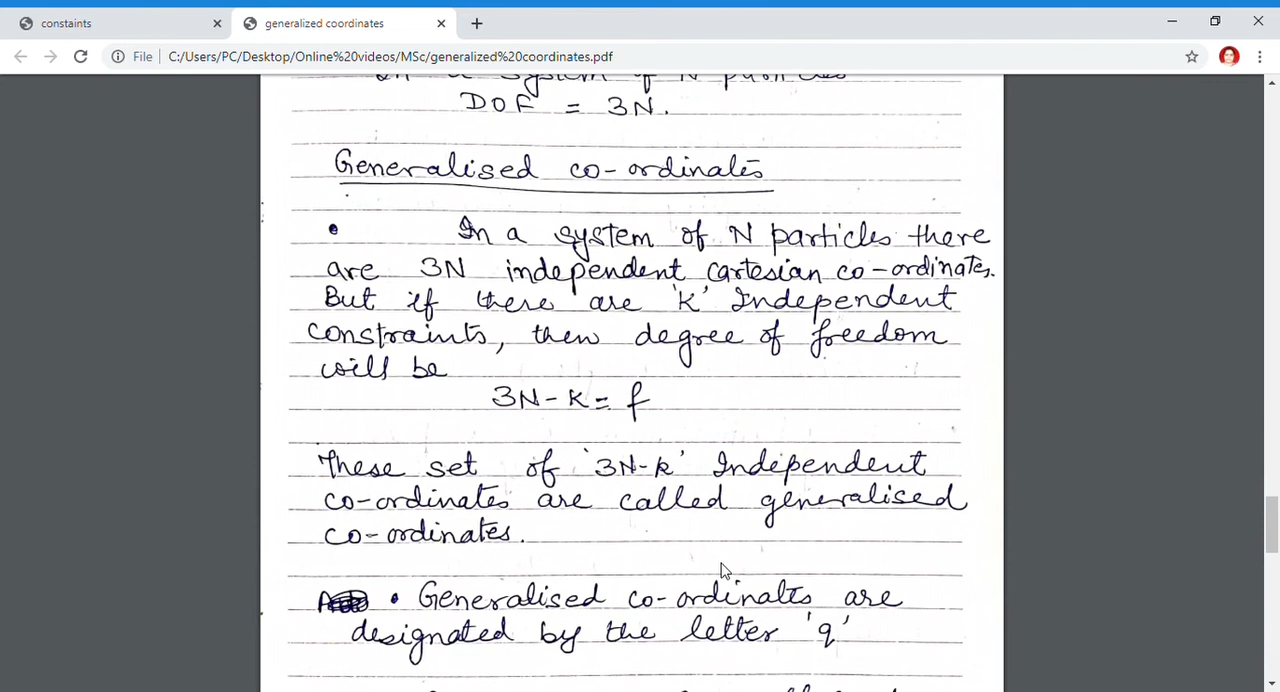 constaints
generalized coordinates
File
C:/Users/PC/Desktop/Online%20videos/MSc/generalized%20coordinates.pdf
system of N particles
DOF = 3N.
Generalised co-ordinates
• In a system of N particles there
are 3N independent cartesian co-ordinates.
But if there are 'k' Independent
constraints, then degree of freedom
will be
3N-k = f
These set of '3N-k' Independent
co-ordinates are called generalised
co-ordinates.
• Generalised co-ordinates are
designated by the letter 'q'